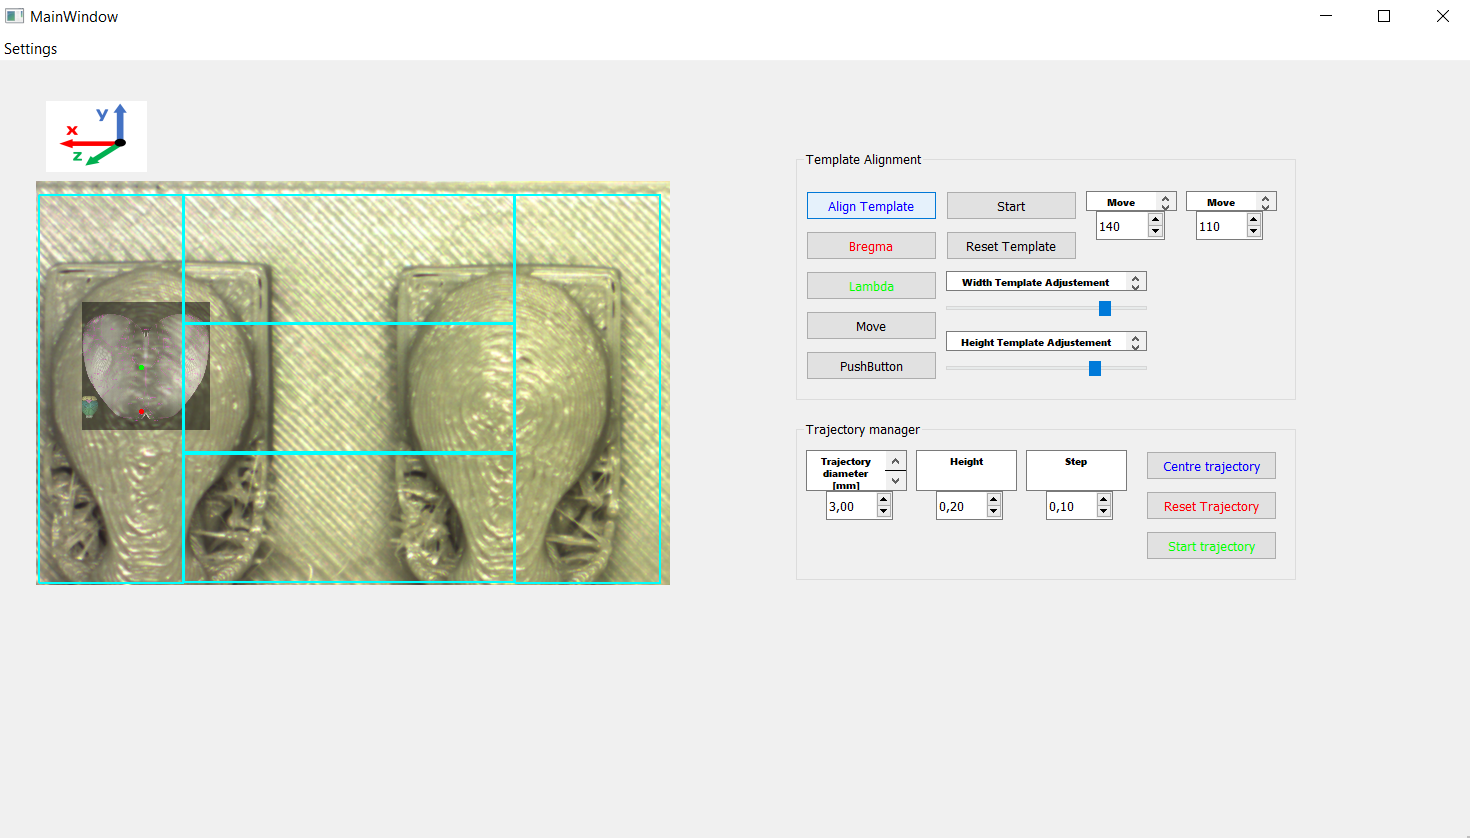 MainWindow
Settings
y
x
z
Template Alignment
Align Template
Start
Move
Move
140
110
Bregma
Reset Template
Lambda
Width Template Adjustement
Move
Height Template Adjustement
PushButton
Trajectory manager
Trajectory
diameter
[mm]
Height
Step
Centre trajectory
3,00
0,20
0,10
Reset Trajectory
Start trajectory